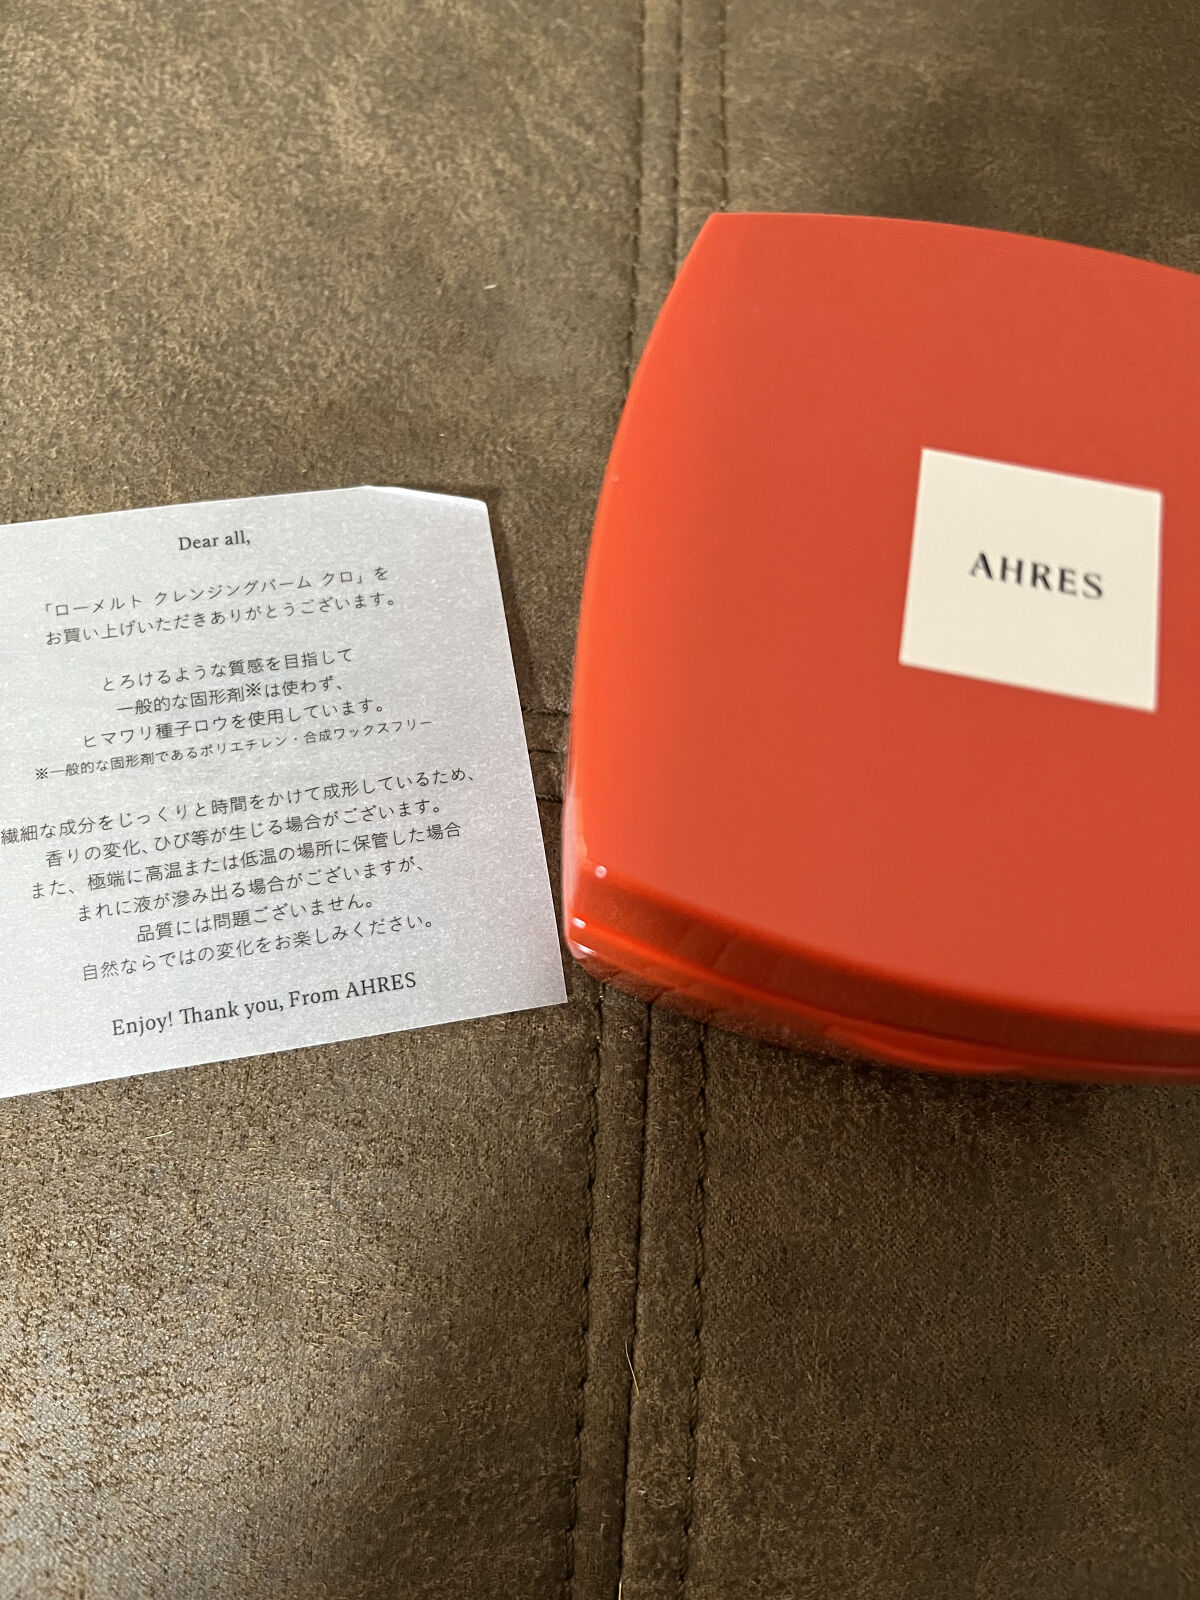 Dear all,
「ローメルト クレンジングバーム クロ」を
お買い上げいただきありがとうございます。
とろけるような質感を目指して
一般的な固形剤※は使わず、
ヒマワリ種子ロウを使用しています。
※一般的な固形剤であるポリエチレン・合成ワックスフリー
繊細な成分をじっくりと時間をかけて成形しているため、
香りの変化、ひび等が生じる場合がございます。
また、極端に高温または低温の場所に保管した場合
まれに液が滲み出る場合がございますが、
品質には問題ございません。
自然ならではの変化をお楽しみください。
Enjoy! Thank you, From AHRES
AHRES